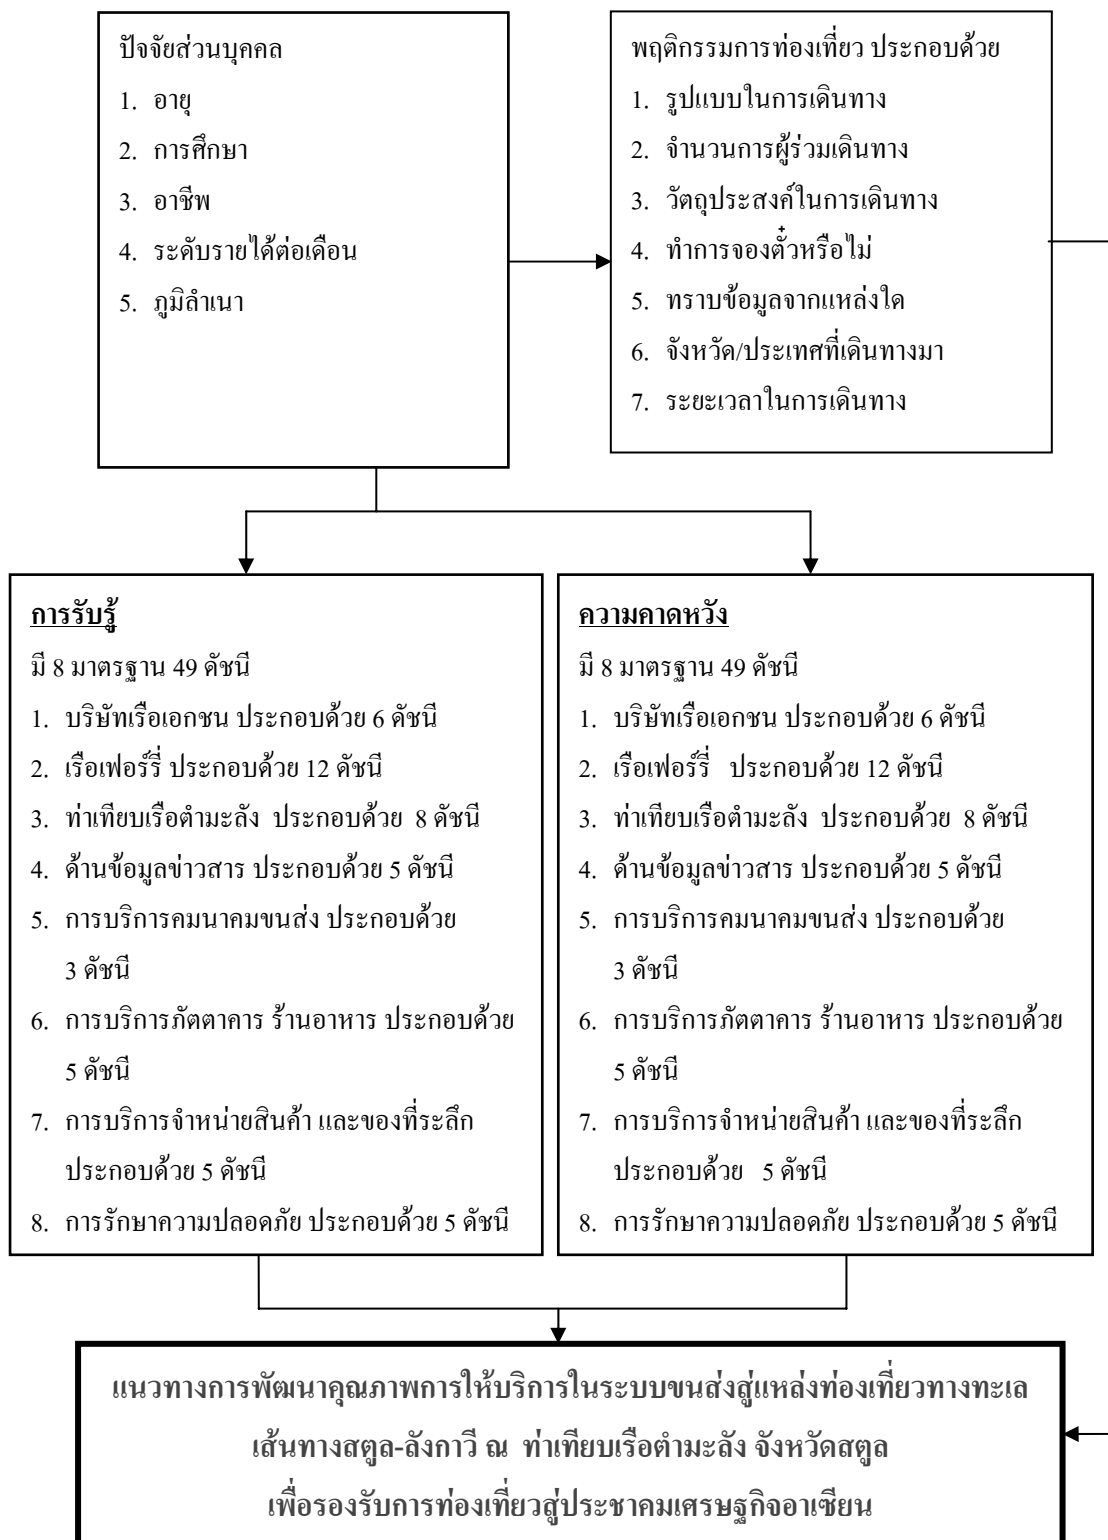 ปัจจัยส่วนบุคคล
1. อายุ
2. การศึกษา
3. อาชีพ
4. ระดับรายได้ต่อเดือน
5. ภูมิลำเนา
พฤติกรรมการท่องเที่ยว ประกอบด้วย
1. รูปแบบในการเดินทาง
2. จำนวนการผู้ร่วมเดินทาง
3. วัตถุประสงค์ในการเดินทาง
4. ทำการจองตั๋วหรือไม่
5. ทราบข้อมูลจากแหล่งใด
6. จังหวัด/ประเทศที่เดินทางมา
7. ระยะเวลาในการเดินทาง
การรับรู้
มี 8 มาตรฐาน 49 ดัชนี
1. บริษัทเรือเอกชน ประกอบด้วย 6 ดัชนี
2. เรือเฟอร์รี่ ประกอบด้วย 12 ดัชนี
3. ท่าเทียบเรือตำมะลัง ประกอบด้วย 8 ดัชนี
4. ด้านข้อมูลข่าวสาร ประกอบด้วย 5 ดัชนี
5. การบริการคมนาคมขนส่ง ประกอบด้วย
3 ดัชนี
6. การบริการภัตตาคาร ร้านอาหาร ประกอบด้วย
5 ดัชนี
7. การบริการจำหน่ายสินค้า และของที่ระลึก
ประกอบด้วย 5 ดัชนี
8. การรักษาความปลอดภัย ประกอบด้วย 5 ดัชนี
ความคาดหวัง
มี 8 มาตรฐาน 49 ดัชนี
1. บริษัทเรือเอกชน ประกอบด้วย 6 ดัชนี
2. เรือเฟอร์รี่ ประกอบด้วย 12 ดัชนี
3. ท่าเทียบเรือตำมะลัง ประกอบด้วย 8 ดัชนี
4. ด้านข้อมูลข่าวสาร ประกอบด้วย 5 ดัชนี
5. การบริการคมนาคมขนส่ง ประกอบด้วย
3 ดัชนี
6. การบริการภัตตาคาร ร้านอาหาร ประกอบด้วย
5 ดัชนี
7. การบริการจำหน่ายสินค้า และของที่ระลึก
ประกอบด้วย 5 ดัชนี
8. การรักษาความปลอดภัย ประกอบด้วย 5 ดัชนี
แนวทางการพัฒนาคุณภาพการให้บริการในระบบขนส่งสู่แหล่งท่องเที่ยวทางทะเล
เส้นทางสตูล-ลังกาวี ณ ท่าเทียบเรือตำมะลัง จังหวัดสตูล
เพื่อรองรับการท่องเที่ยวสู่ประชาคมเศรษฐกิจอาเซียน